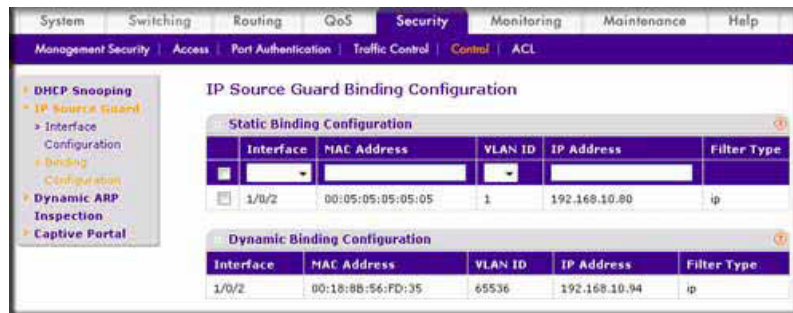 System Switching Routing QoS Security Monitoring Maintenance Help
Management Security Access Port Authentication Traffic Control Control ACL
DHCP Snooping
IP Source Guard
Interface
Configuration
Binding
Configuration
Dynamic ARP
Inspection
Captive Portal
IP Source Guard Binding Configuration
Static Binding Configuration
Interface MAC Address VLAN ID IP Address Filter Type
1/0/2 00:05:05:05:05:05 1 192.168.10.80 ip
Dynamic Binding Configuration
Interface MAC Address VLAN ID IP Address Filter Type
1/0/2 00:18:8B:56:FD:35 65536 192.168.10.94 ip